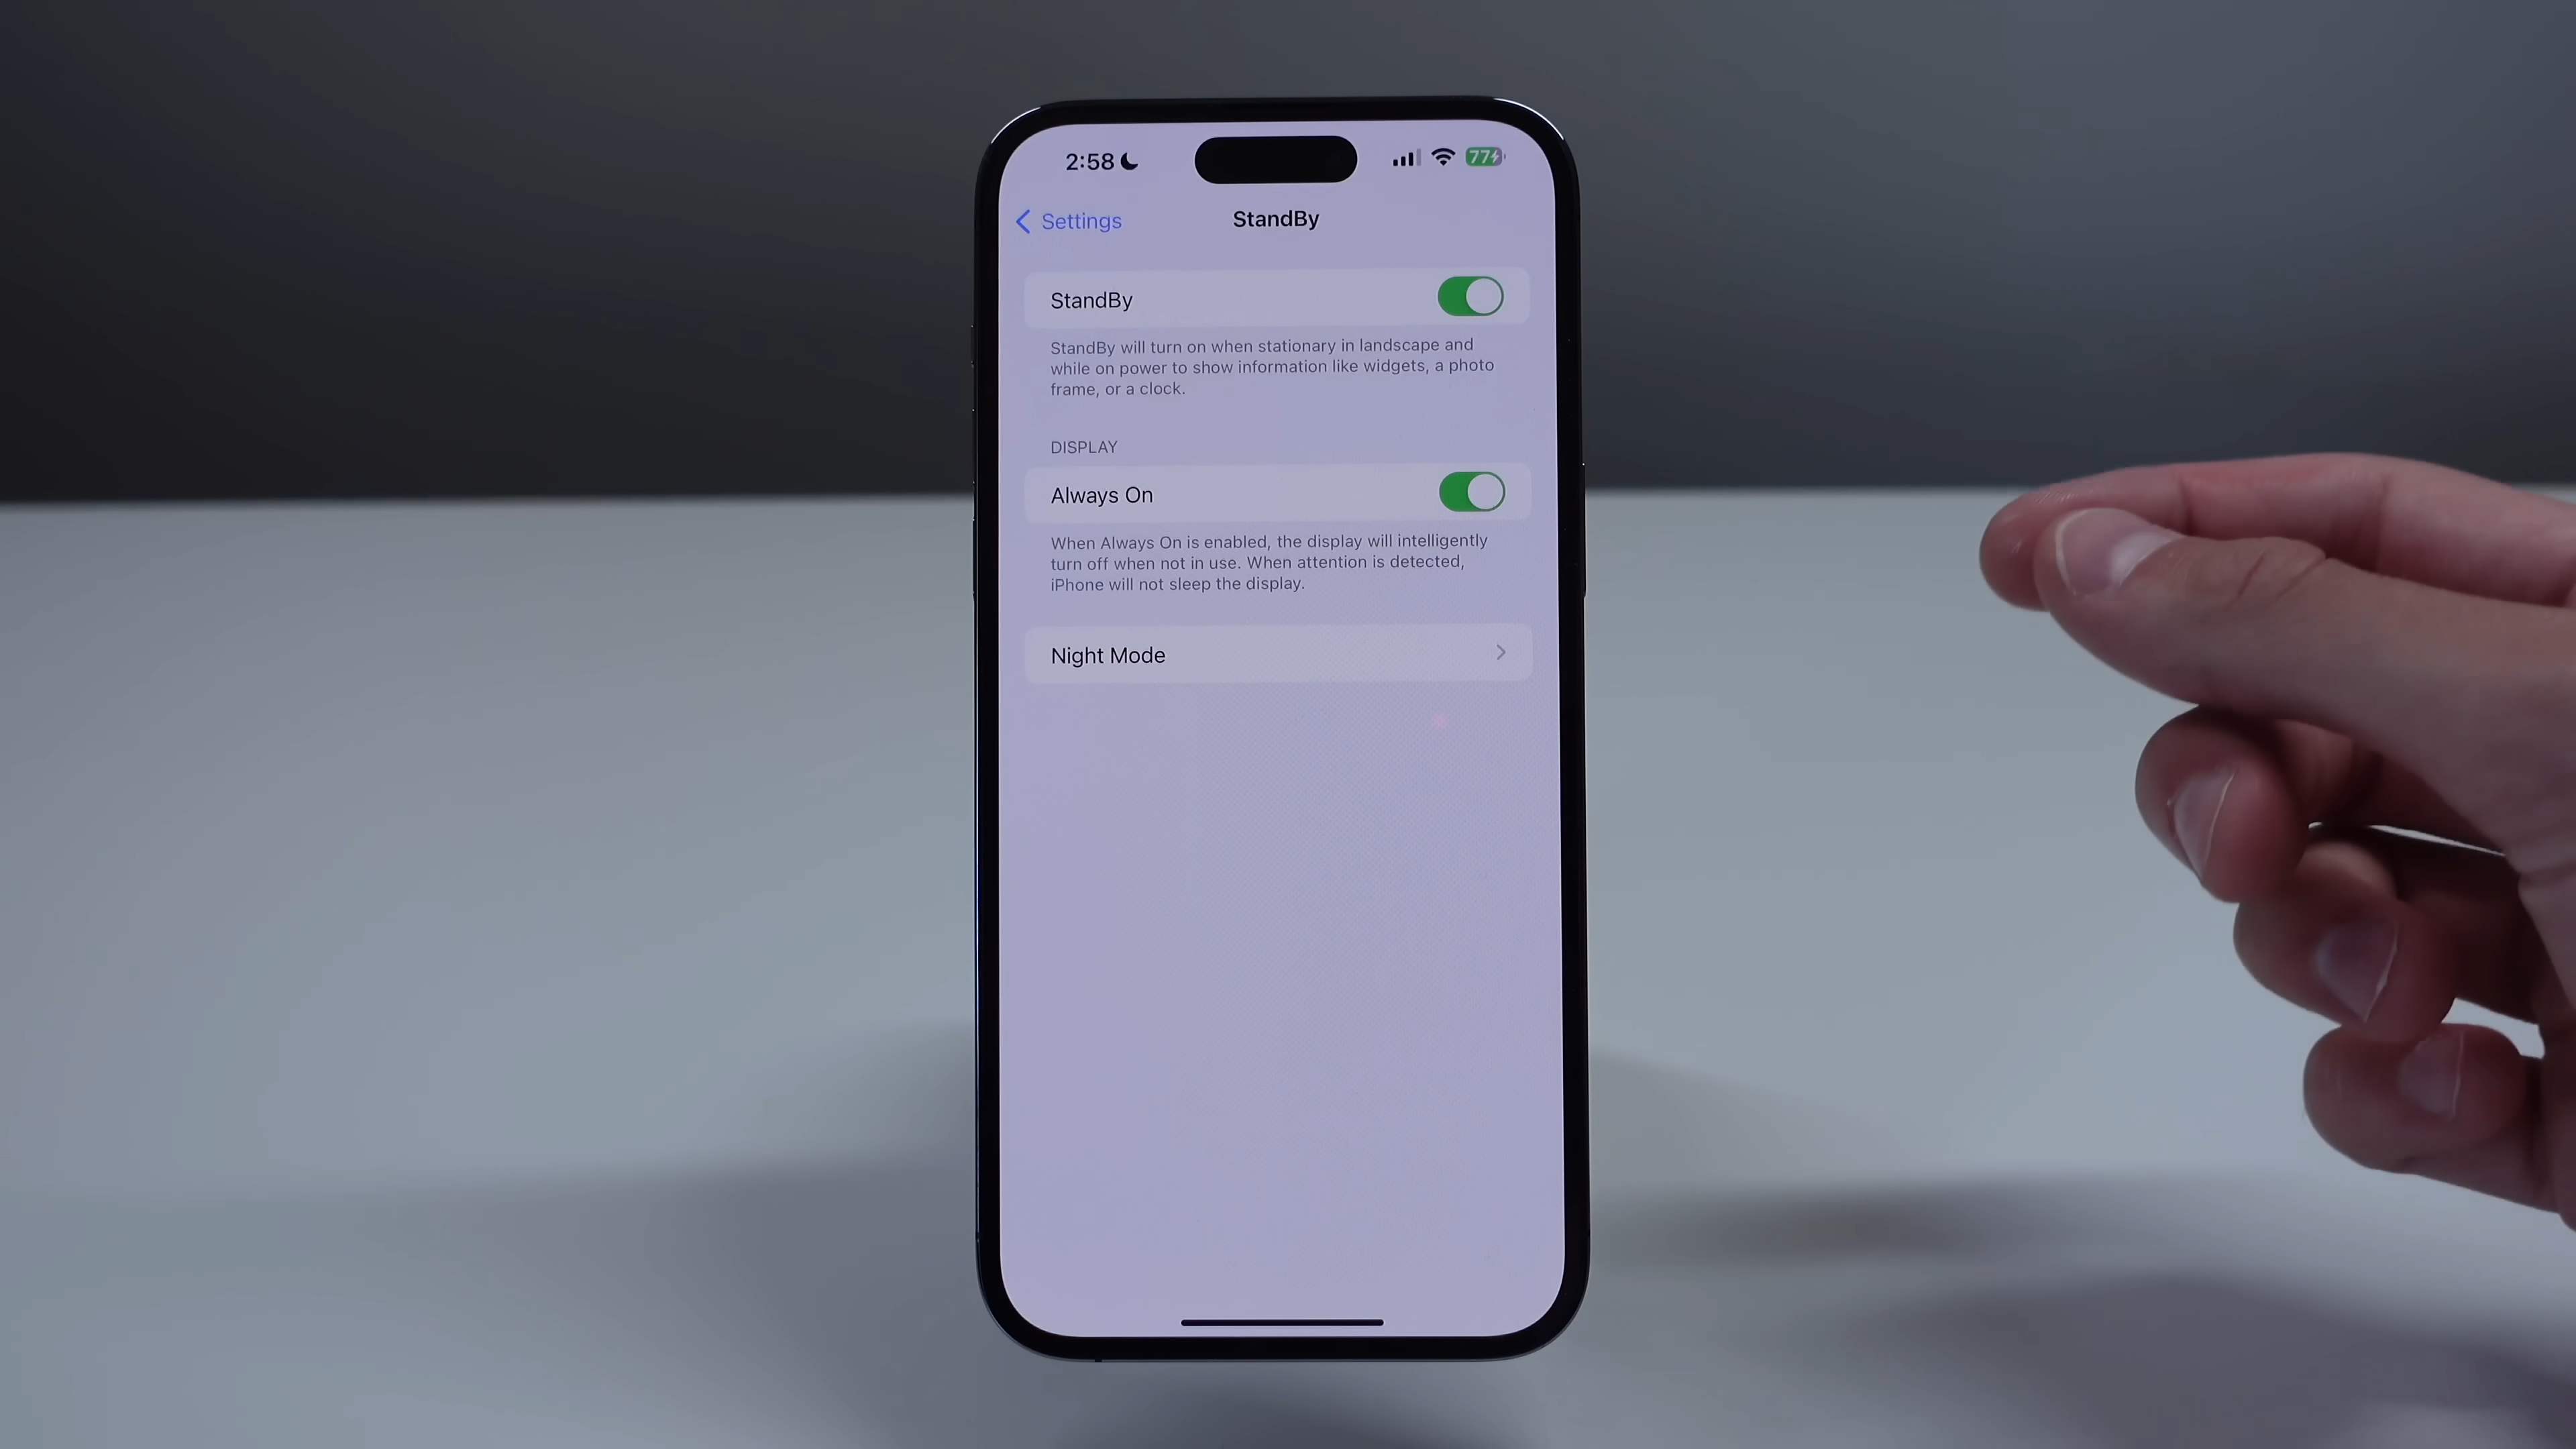 2:58
77
Settings
StandBy
StandBy
StandBy will turn on when stationary in landscape and
while on power to show information like widgets, a photo
frame, or a clock.
DISPLAY
Always On
When Always On is enabled, the display will intelligently
turn off when not in use. When attention is detected,
iPhone will not sleep the display.
Night Mode